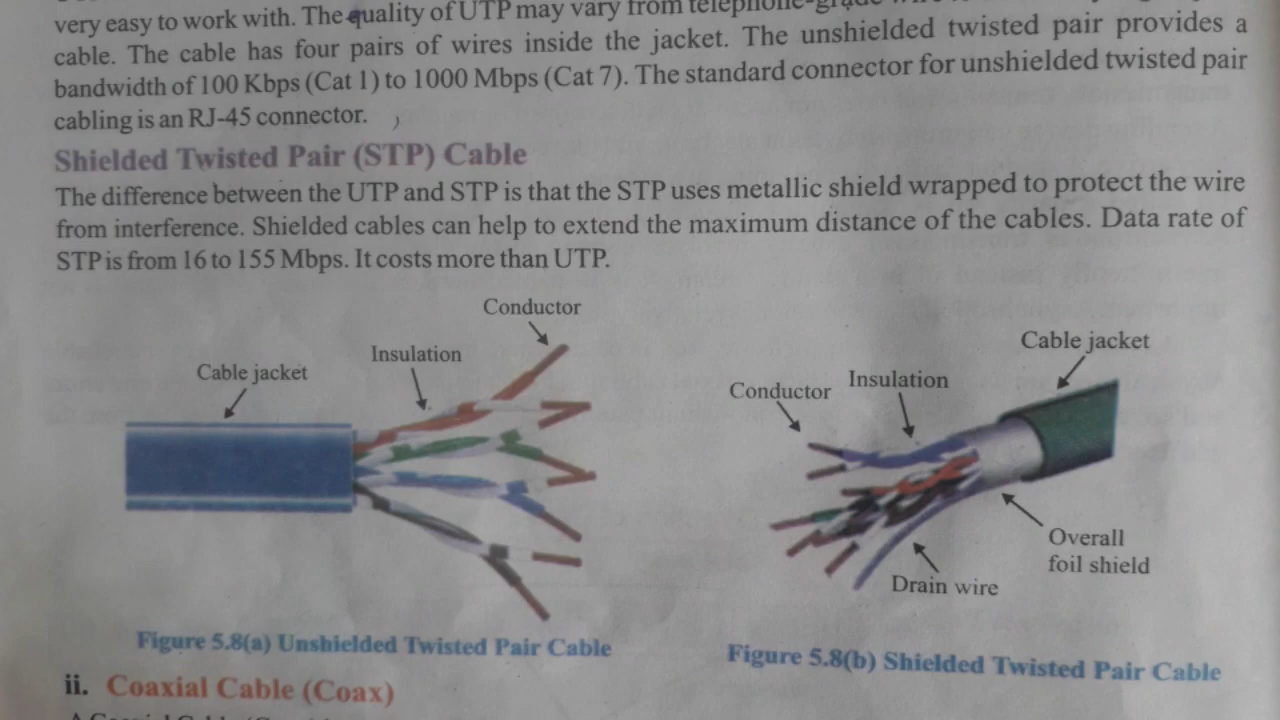 very easy to work with. The quality of UTP may vary from telephone-grade
cable. The cable has four pairs of wires inside the jacket. The unshielded twisted pair provides a
bandwidth of 100 Kbps (Cat 1) to 1000 Mbps (Cat 7). The standard connector for unshielded twisted pair
cabling is an RJ-45 connector.
Shielded Twisted Pair (STP) Cable
The difference between the UTP and STP is that the STP uses metallic shield wrapped to protect the wire
from interference. Shielded cables can help to extend the maximum distance of the cables. Data rate of
STP is from 16 to 155 Mbps. It costs more than UTP.
Conductor
Insulation
Cable jacket
Cable jacket
Insulation
Conductor
Overall
foil shield
Drain wire
Figure 5.8(a) Unshielded Twisted Pair Cable
Figure 5.8(b) Shielded Twisted Pair Cable
ii. Coaxial Cable (Coax)